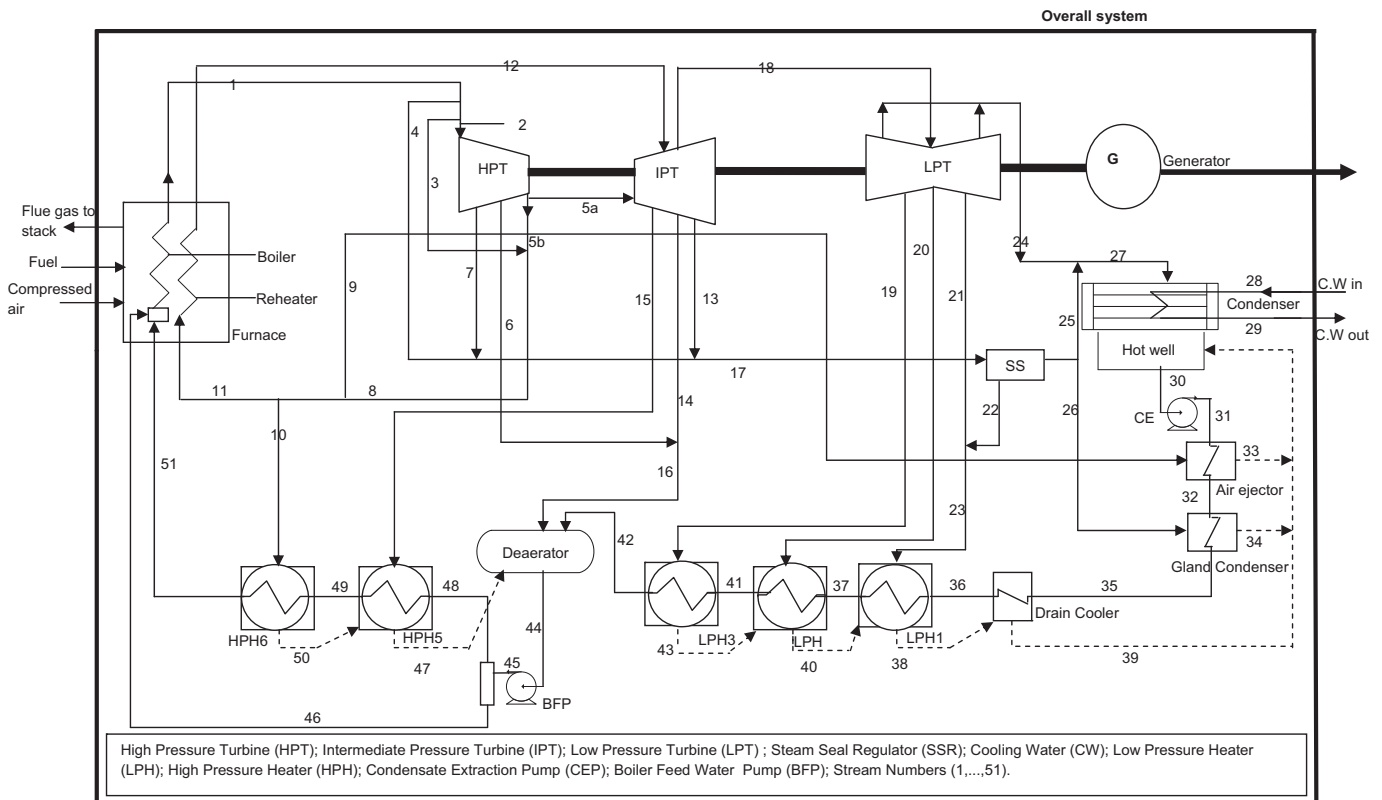 Overall system
12
1
18
4
2
HPT
IPT
LPT
G
Generator
3
5a
Flue gas to
stack
Fuel
Compressed
air
Boiler
Reheater
Furnace
5b
7
9
6
15
13
20
19
21
24
27
28
C.W in
Condenser
29
C.W out
25
Hot well
SS
17
30
CE
31
11
8
14
22
26
10
33
Air ejector
51
16
32
23
34
Gland Condenser
42
Deaerator
49
48
41
37
36
35
Drain Cooler
44
HPH6
HPH5
LPH3
LPH
LPH1
50
47
43
40
38
39
45
BFP
46
High Pressure Turbine (HPT); Intermediate Pressure Turbine (IPT); Low Pressure Turbine (LPT) ; Steam Seal Regulator (SSR); Cooling Water (CW); Low Pressure Heater
(LPH); High Pressure Heater (HPH); Condensate Extraction Pump (CEP); Boiler Feed Water Pump (BFP); Stream Numbers (1,...,51).